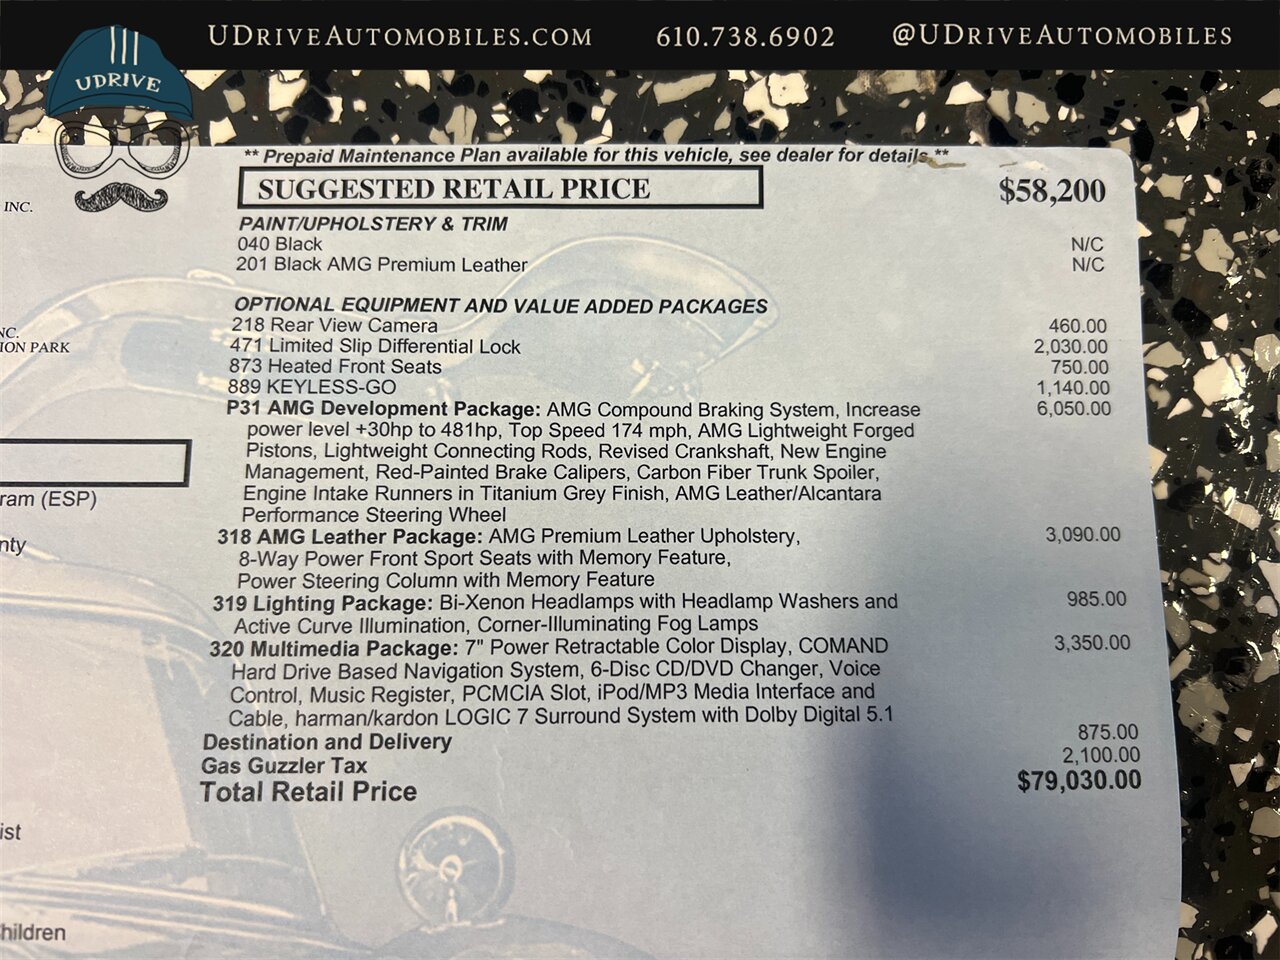 UDRIVEAUTOMOBILES.COM 610.738.6902 @UDRIVEAUTOMOBILES
UDRIVE
** Prepaid Maintenance Plan available for this vehicle, see dealer for details. **
SUGGESTED RETAIL PRICE $58,200
INC.
PAINT/UPHOLSTERY & TRIM
040 Black N/C
201 Black AMG Premium Leather N/C
OPTIONAL EQUIPMENT AND VALUE ADDED PACKAGES
218 Rear View Camera 460.00
NC.
471 Limited Slip Differential Lock 2,030.00
ION PARK
873 Heated Front Seats 750.00
889 KEYLESS-GO 1,140.00
P31 AMG Development Package: AMG Compound Braking System, Increase 6,050.00
power level +30hp to 481hp, Top Speed 174 mph, AMG Lightweight Forged
Pistons, Lightweight Connecting Rods, Revised Crankshaft, New Engine
Management, Red-Painted Brake Calipers, Carbon Fiber Trunk Spoiler,
Engine Intake Runners in Titanium Grey Finish, AMG Leather/Alcantara
ram (ESP)
Performance Steering Wheel
318 AMG Leather Package: AMG Premium Leather Upholstery, 3,090.00
nty
8-Way Power Front Sport Seats with Memory Feature,
Power Steering Column with Memory Feature
319 Lighting Package: Bi-Xenon Headlamps with Headlamp Washers and 985.00
Active Curve Illumination, Corner-Illuminating Fog Lamps
320 Multimedia Package: 7" Power Retractable Color Display, COMAND 3,350.00
Hard Drive Based Navigation System, 6-Disc CD/DVD Changer, Voice
Control, Music Register, PCMCIA Slot, iPod/MP3 Media Interface and
Cable, harman/kardon LOGIC 7 Surround System with Dolby Digital 5.1
Destination and Delivery 875.00
Gas Guzzler Tax 2,100.00
Total Retail Price $79,030.00
ist
hildren